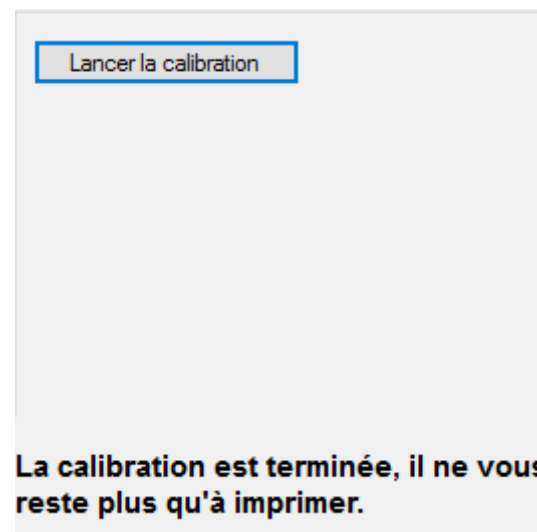 Lancer la calibration
La calibration est terminée, il ne vous
reste plus qu'à imprimer.